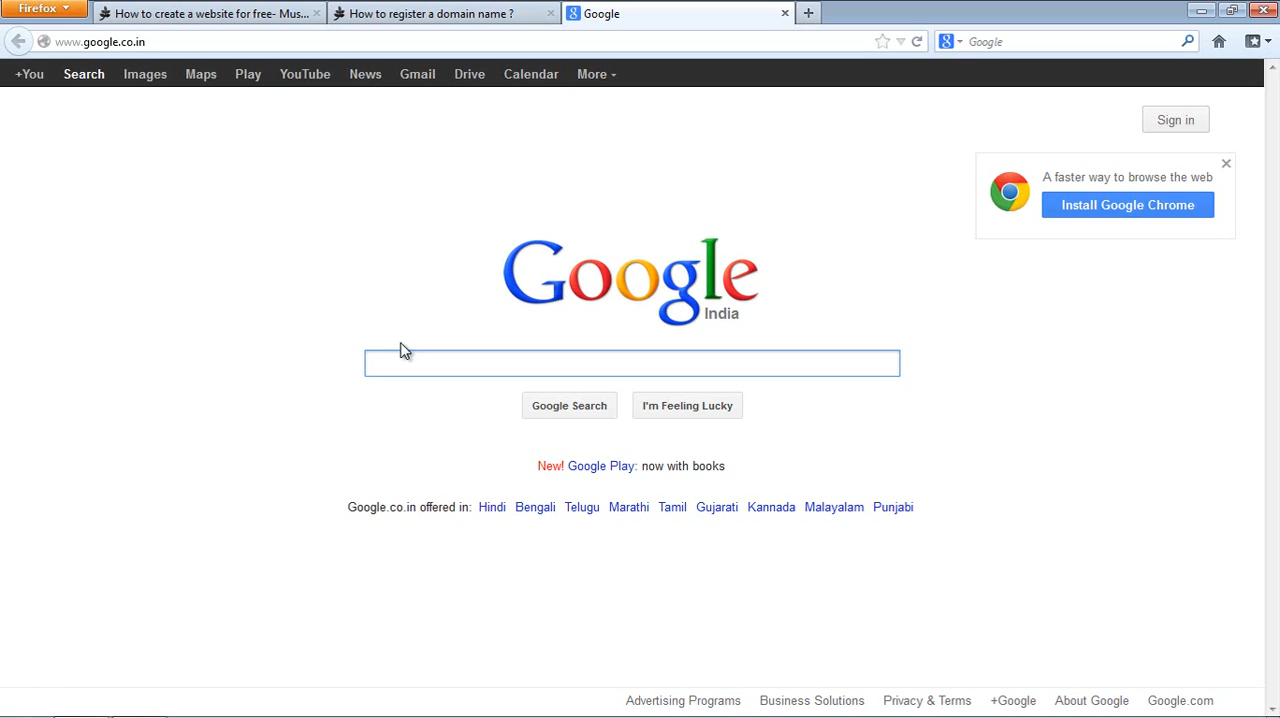 Firefox
How to create a website for free- Mus...
How to register a domain name ?
Google
www.google.co.in
Google
+You Search Images Maps Play YouTube News Gmail Drive Calendar More
Sign in
A faster way to browse the web
Install Google Chrome
Google
India
Google Search I'm Feeling Lucky
New! Google Play: now with books
Google.co.in offered in: Hindi Bengali Telugu Marathi Tamil Gujarati Kannada Malayalam Punjabi
Advertising Programs Business Solutions Privacy & Terms +Google About Google Google.com